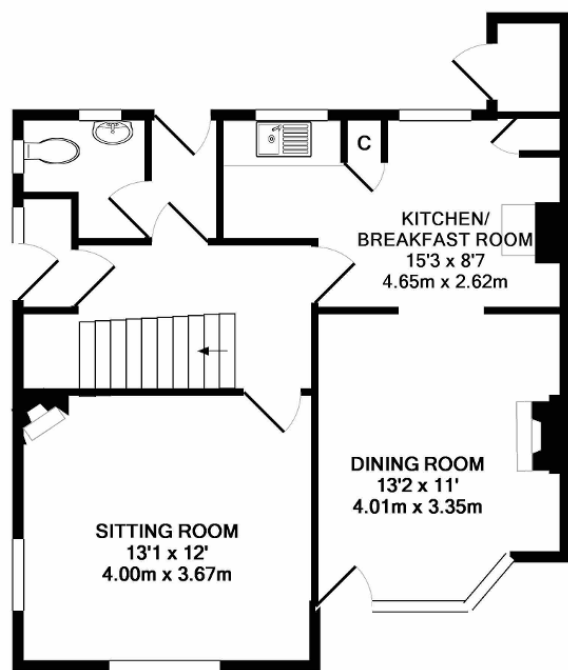 C
KITCHEN/
BREAKFAST ROOM
15'3 x 8'7
4.65m x 2.62m
DINING ROOM
13'2 x 11'
4.01m x 3.35m
SITTING ROOM
13'1 x 12'
4.00m x 3.67m